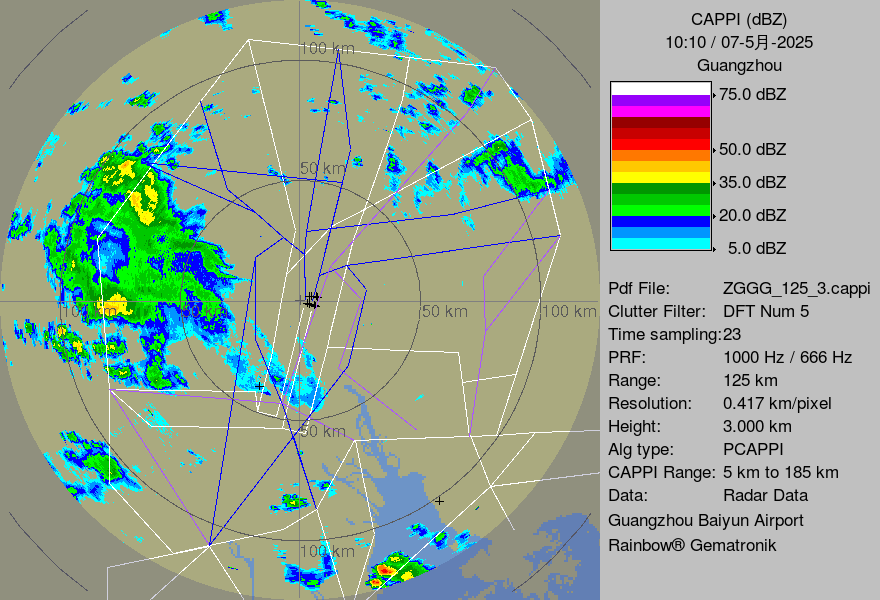 CAPPI (dBZ)
10:10 / 07-5月-2025
Guangzhou
75.0 dBZ
50.0 dBZ
35.0 dBZ
20.0 dBZ
5.0 dBZ
Pdf File: ZGGG_125_3.cappi
Clutter Filter: DFT Num 5
Time sampling:23
PRF: 1000 Hz / 666 Hz
Range: 125 km
Resolution: 0.417 km/pixel
Height: 3.000 km
Alg type: PCAPPI
CAPPI Range: 5 km to 185 km
Data: Radar Data
Guangzhou Baiyun Airport
Rainbow® Gematronik
100 km
50 km
50 km
100 km
50 km
100 km